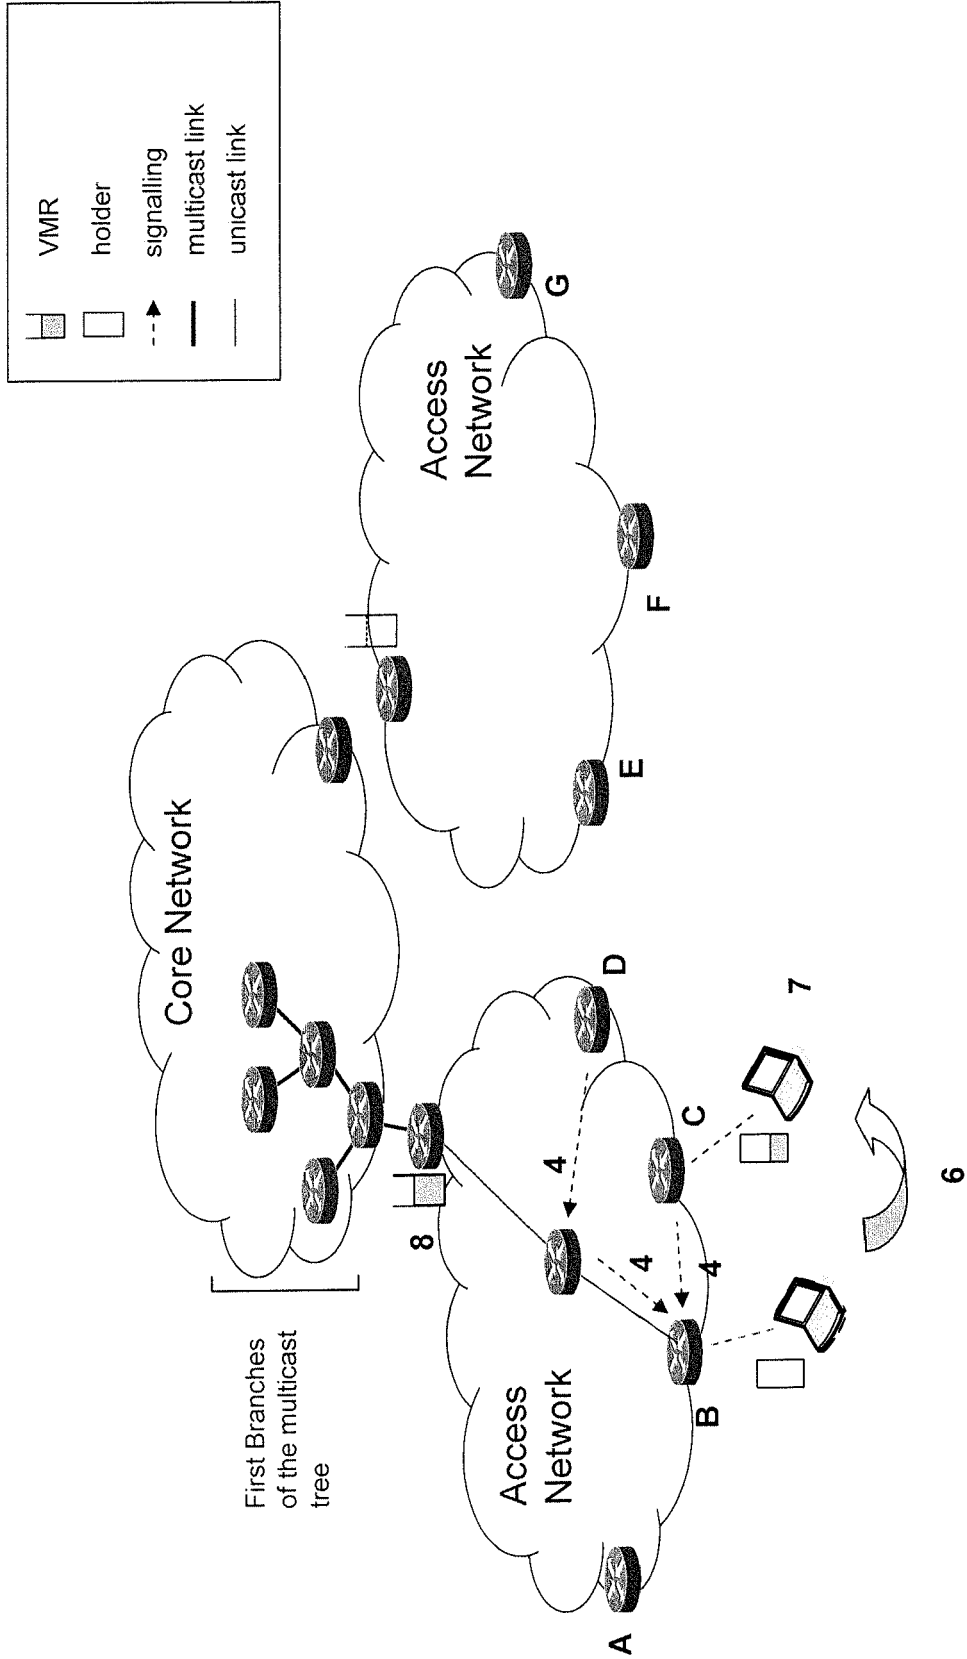 VMR
holder
signalling
multicast link
unicast link
Core Network
First Branches
of the multicast
tree
Access
Network
Access
Network
8
4
4
4
A
B
C
D
E
F
G
6
7